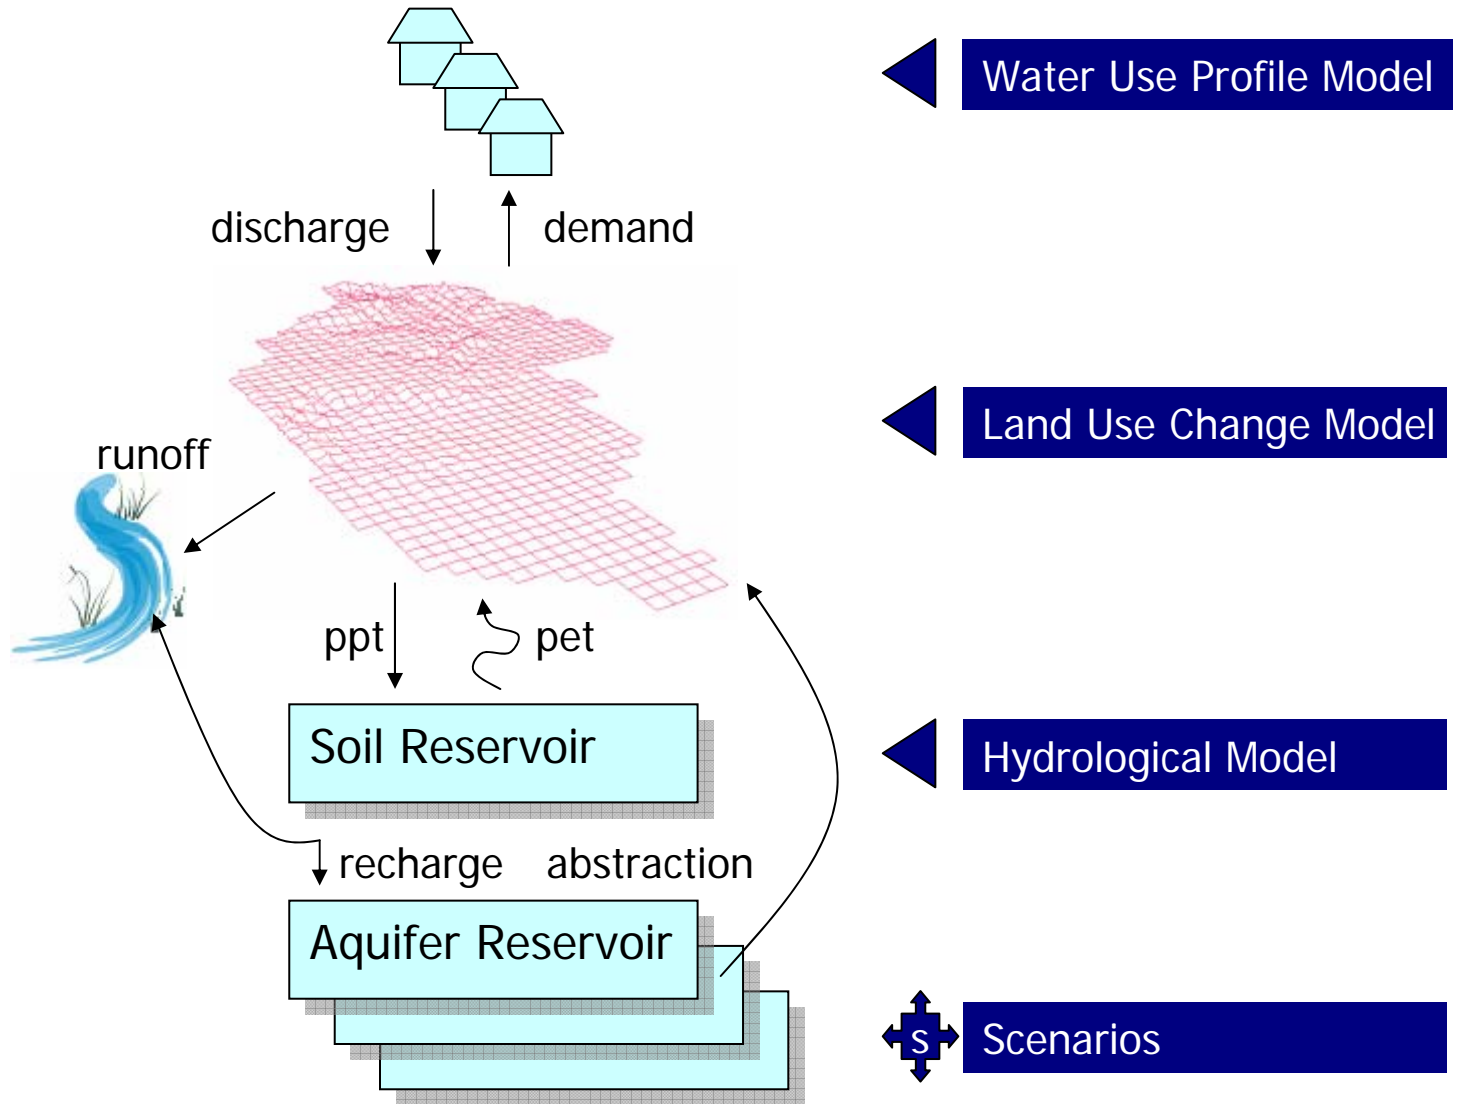 Water Use Profile Model
discharge
demand
Land Use Change Model
runoff
ppt
pet
Soil Reservoir
Hydrological Model
recharge
abstraction
Aquifer Reservoir
S
Scenarios